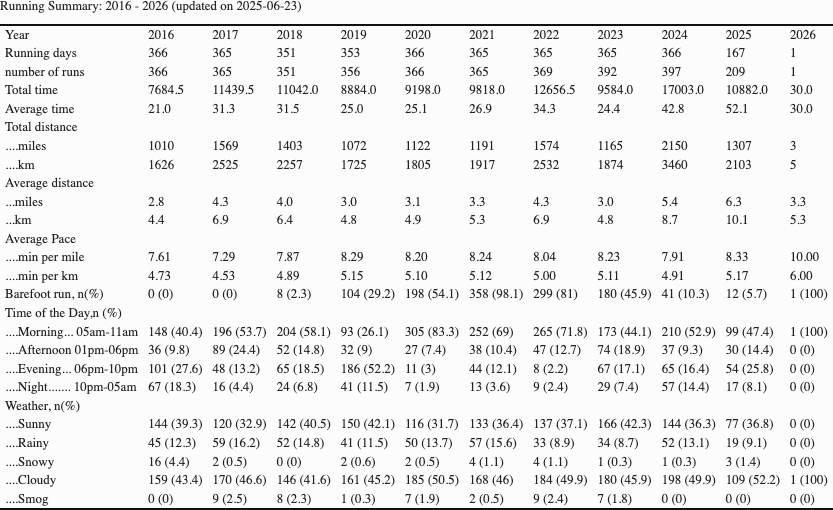 Running Summary: 2016 - 2026 (updated on 2025-06-23)
Year 2016 2017 2018 2019 2020 2021 2022 2023 2024 2025 2026
Running days 366 365 351 353 366 365 365 365 366 167 1
number of runs 366 365 351 356 366 365 369 392 397 209 1
Total time 7684.5 11439.5 11042.0 8884.0 9198.0 9818.0 12656.5 9584.0 17003.0 10882.0 30.0
Average time 21.0 31.3 31.5 25.0 25.1 26.9 34.3 24.4 42.8 52.1 30.0
Total distance
....miles 1010 1569 1403 1072 1122 1191 1574 1165 2150 1307 3
....km 1626 2525 2257 1725 1805 1917 2532 1874 3460 2103 5
Average distance
...miles 2.8 4.3 4.0 3.0 3.1 3.3 4.3 3.0 5.4 6.3 3.3
...km 4.4 6.9 6.4 4.8 4.9 5.3 6.9 4.8 8.7 10.1 5.3
Average Pace
....min per mile 7.61 7.29 7.87 8.29 8.20 8.24 8.04 8.23 7.91 8.33 10.00
....min per km 4.73 4.53 4.89 5.15 5.10 5.12 5.00 5.11 4.91 5.17 6.00
Barefoot run, n(%) 0 (0) 0 (0) 8 (2.3) 104 (29.2) 198 (54.1) 358 (98.1) 299 (81) 180 (45.9) 41 (10.3) 12 (5.7) 1 (100)
Time of the Day,n (%)
....Morning... 05am-11am 148 (40.4) 196 (53.7) 204 (58.1) 93 (26.1) 305 (83.3) 252 (69) 265 (71.8) 173 (44.1) 210 (52.9) 99 (47.4) 1 (100)
....Afternoon 01pm-06pm 36 (9.8) 89 (24.4) 52 (14.8) 32 (9) 27 (7.4) 38 (10.4) 47 (12.7) 74 (18.9) 37 (9.3) 30 (14.4) 0 (0)
....Evening... 06pm-10pm 101 (27.6) 48 (13.2) 65 (18.5) 186 (52.2) 11 (3) 44 (12.1) 8 (2.2) 67 (17.1) 65 (16.4) 54 (25.8) 0 (0)
....Night....... 10pm-05am 67 (18.3) 16 (4.4) 24 (6.8) 41 (11.5) 7 (1.9) 13 (3.6) 9 (2.4) 29 (7.4) 57 (14.4) 17 (8.1) 0 (0)
Weather, n(%)
....Sunny 144 (39.3) 120 (32.9) 142 (40.5) 150 (42.1) 116 (31.7) 133 (36.4) 137 (37.1) 166 (42.3) 144 (36.3) 77 (36.8) 0 (0)
....Rainy 45 (12.3) 59 (16.2) 52 (14.8) 41 (11.5) 50 (13.7) 57 (15.6) 33 (8.9) 34 (8.7) 52 (13.1) 19 (9.1) 0 (0)
....Snowy 16 (4.4) 2 (0.5) 0 (0) 2 (0.6) 2 (0.5) 4 (1.1) 4 (1.1) 1 (0.3) 1 (0.3) 3 (1.4) 0 (0)
....Cloudy 159 (43.4) 170 (46.6) 146 (41.6) 161 (45.2) 185 (50.5) 168 (46) 184 (49.9) 180 (45.9) 198 (49.9) 109 (52.2) 1 (100)
....Smog 0 (0) 9 (2.5) 8 (2.3) 1 (0.3) 7 (1.9) 2 (0.5) 9 (2.4) 7 (1.8) 0 (0) 0 (0) 0 (0)